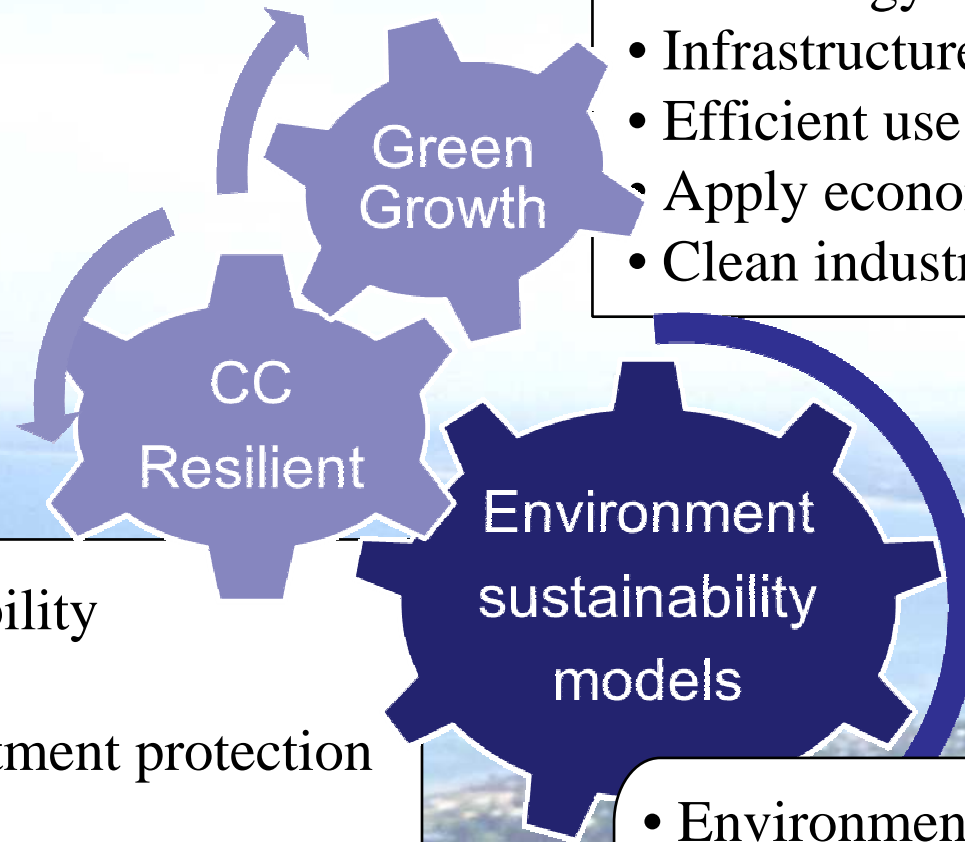 • Infrastructure
• Efficient use
• Apply econo
• Clean industr
Green
Growth
CC
Resilient
Environment
sustainability
models
bility
tment protection
• Environmen